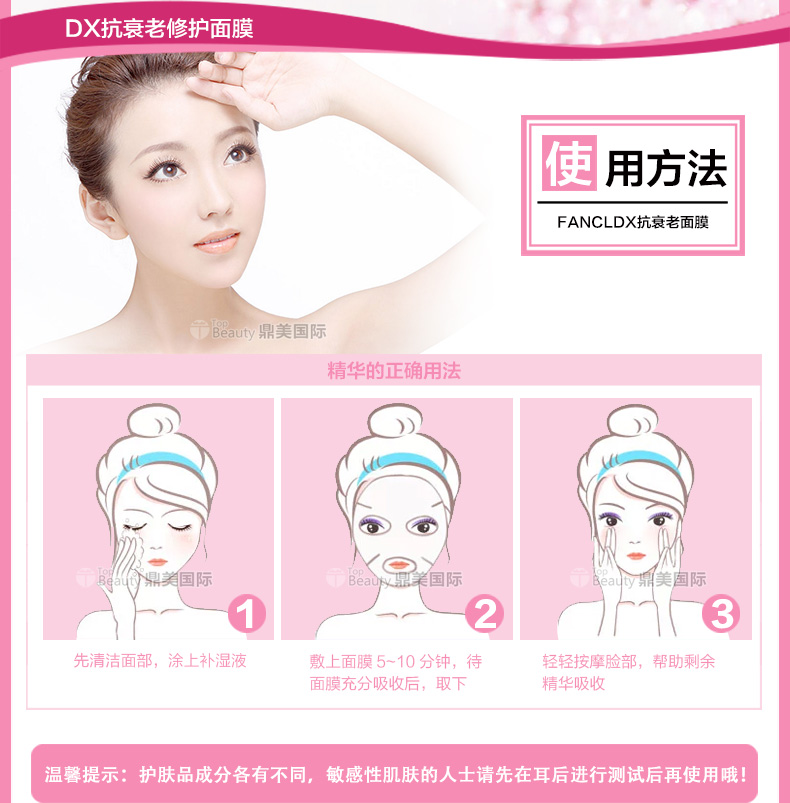 DX抗衰老修护面膜
使用方法
FANCLDX抗衰老面膜
Top
Beauty 鼎美国际
精华的正确用法
Top
Beauty 鼎美国际
1
Top
Beauty 鼎美国际
2
Top
Beauty 鼎美国际
3
先清洁面部，涂上补湿液
敷上面膜 5~10 分钟，待
面膜充分吸收后，取下
轻轻按摩脸部，帮助剩余
精华吸收
温馨提示：护肤品成分各有不同，敏感性肌肤的人士请先在耳后进行测试后再使用哦！